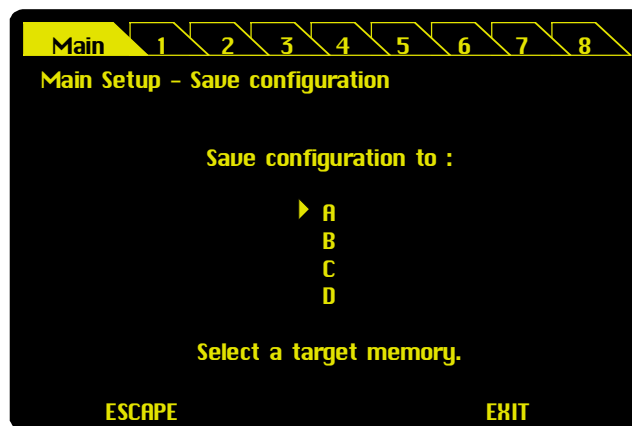 Main 1 2 3 4 5 6 7 8
Main Setup - Save configuration
Save configuration to :
A
B
C
D
Select a target memory.
ESCAPE EXIT